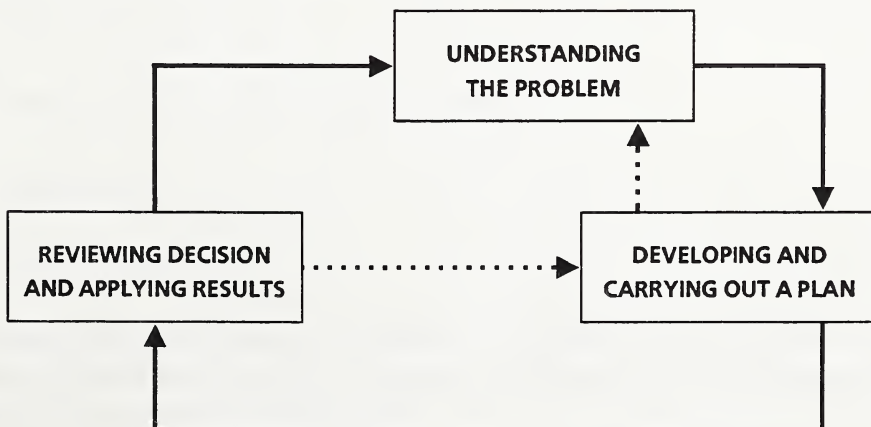 UNDERSTANDING
THE PROBLEM
REVIEWING DECISION
AND APPLYING RESULTS
DEVELOPING AND
CARRYING OUT A PLAN